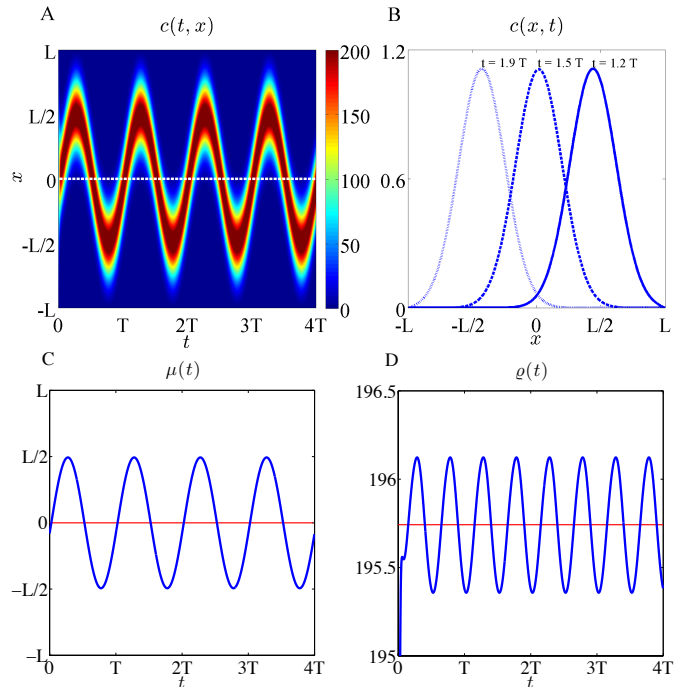 A
c(t, x)
L
L/2
x
0
-L/2
-L
0
T
2T
3T
4T
t
200
150
100
50
0
B
c(x, t)
1.2
0.6
0
t = 1.9 T
t = 1.5 T
t = 1.2 T
-L
-L/2
0
L/2
L
x
C
μ(t)
L
L/2
0
−L/2
−L
0
T
2T
3T
4T
t
D
ϱ(t)
196.5
196
195.5
195
0
T
2T
3T
4T
t